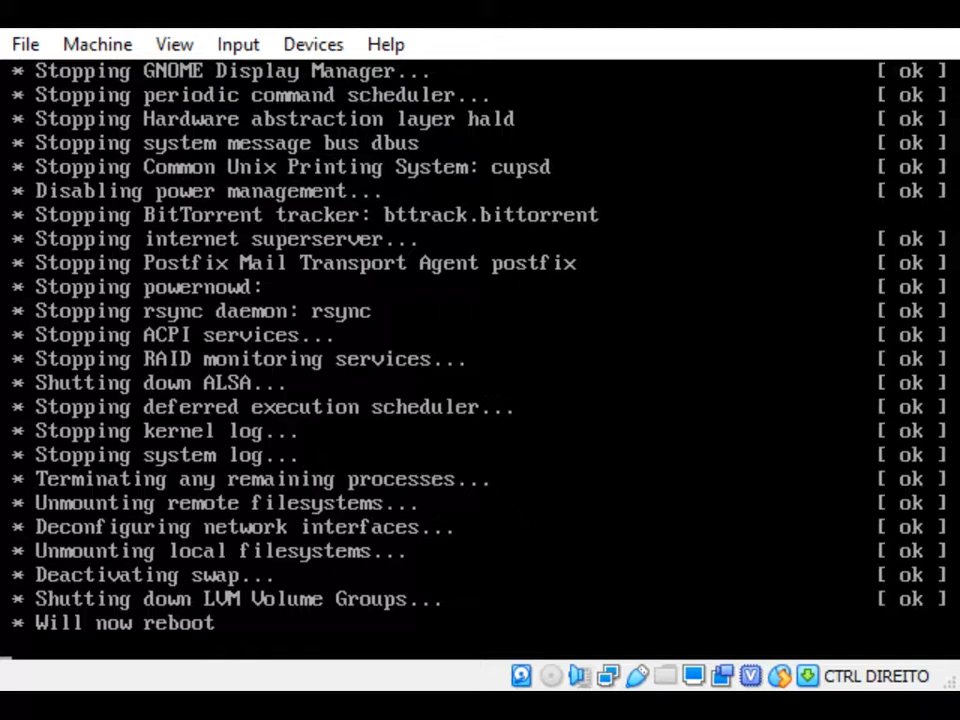 File Machine View Input Devices Help
* Stopping GNOME Display Manager... [ ok ]
* Stopping periodic command scheduler... [ ok ]
* Stopping Hardware abstraction layer hald [ ok ]
* Stopping system message bus dbus [ ok ]
* Stopping Common Unix Printing System: cupsd [ ok ]
* Disabling power management... [ ok ]
* Stopping BitTorrent tracker: bttrack.bittorrent
* Stopping internet superserver... [ ok ]
* Stopping Postfix Mail Transport Agent postfix [ ok ]
* Stopping powernowd: [ ok ]
* Stopping rsync daemon: rsync [ ok ]
* Stopping ACPI services... [ ok ]
* Stopping RAID monitoring services... [ ok ]
* Shutting down ALSA... [ ok ]
* Stopping deferred execution scheduler... [ ok ]
* Stopping kernel log... [ ok ]
* Stopping system log... [ ok ]
* Terminating any remaining processes... [ ok ]
* Unmounting remote filesystems... [ ok ]
* Deconfiguring network interfaces... [ ok ]
* Unmounting local filesystems... [ ok ]
* Deactivating swap... [ ok ]
* Shutting down LVM Volume Groups... [ ok ]
* Will now reboot
CTRL DIREITO